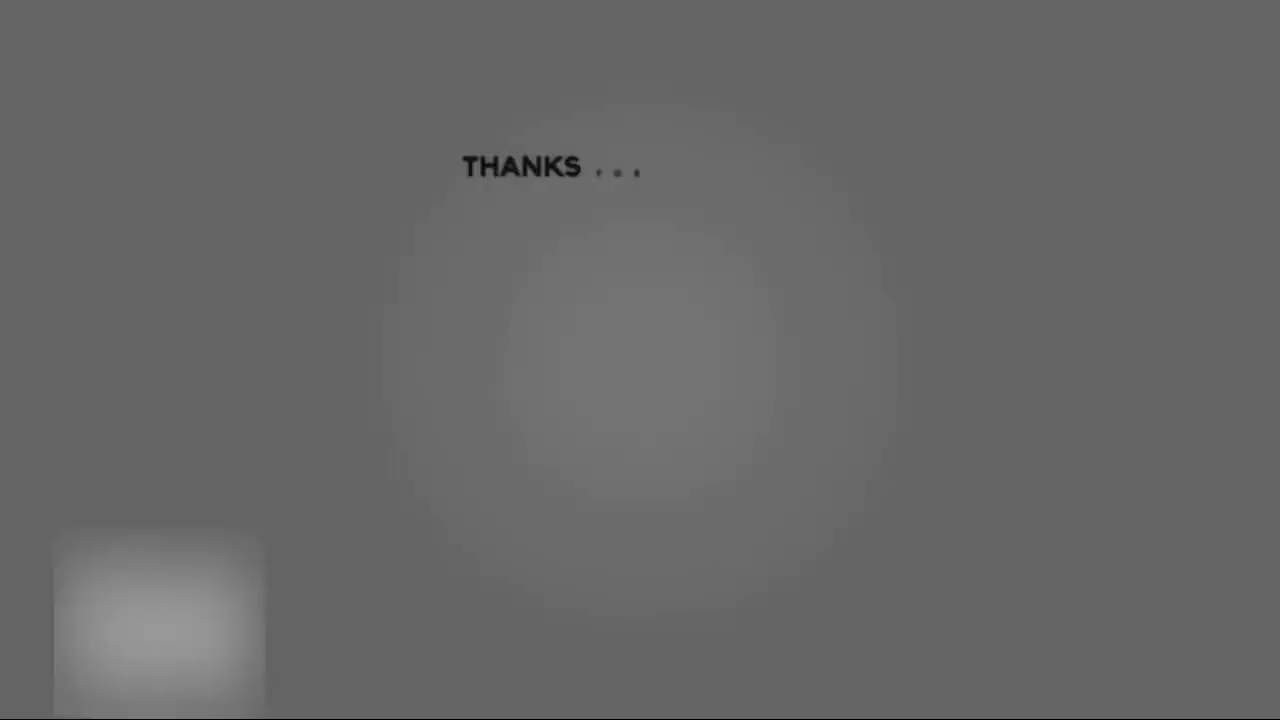 THANKS . . .